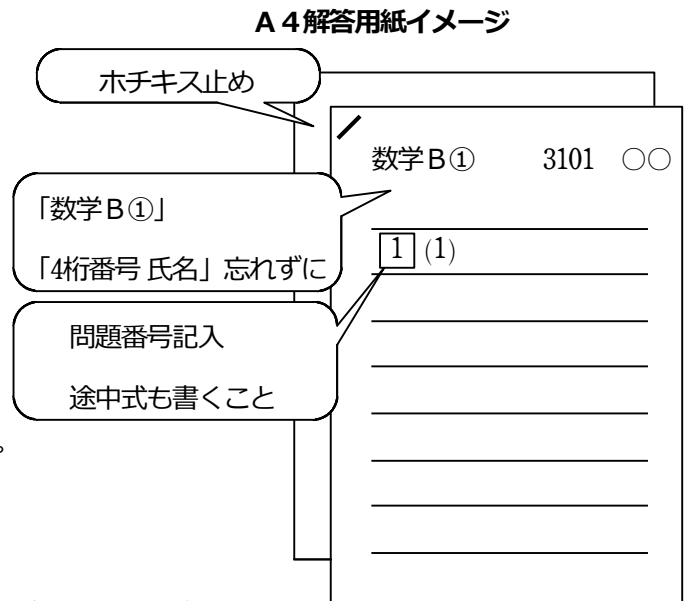 A4解答用紙イメージ
ホチキス止め
数学B① 3101 ○○
「数学B①」
「4桁番号 氏名」忘れずに
1 (1)
問題番号記入
途中式も書くこと
。